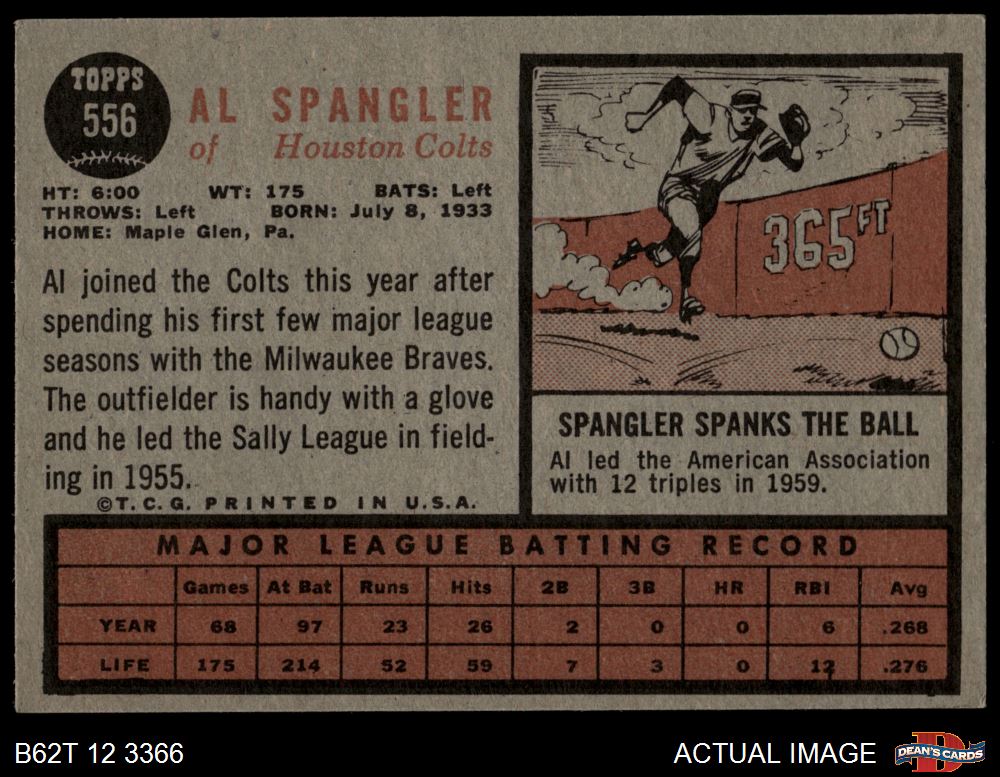 TOPPS
556
AL SPANGLER
of Houston Colts
HT: 6:00 WT: 175 BATS: Left
THROWS: Left BORN: July 8, 1933
HOME: Maple Glen, Pa.
Al joined the Colts this year after
spending his first few major league
seasons with the Milwaukee Braves.
The outfielder is handy with a glove
and he led the Sally League in field-
ing in 1955.
©T.C.G. PRINTED IN U.S.A.
365 FT
SPANGLER SPANKS THE BALL
Al led the American Association
with 12 triples in 1959.
MAJOR LEAGUE BATTING RECORD
Games At Bat Runs Hits 2B 3B HR RBI Avg
YEAR 68 97 23 26 2 0 0 6 .268
LIFE 175 214 52 59 7 3 0 12 .276
B62T 12 3366
ACTUAL IMAGE
D
DEAN'S CARDS